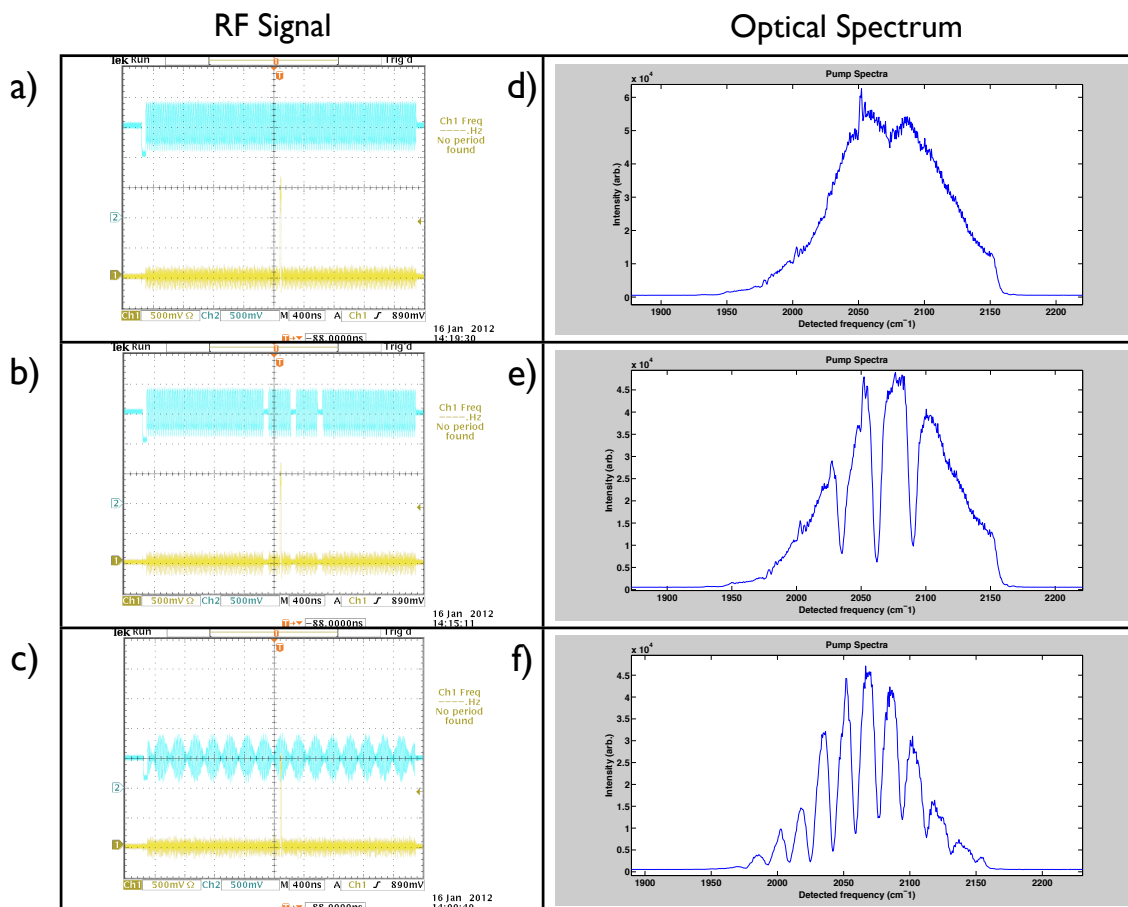 RF Signal
Optical Spectrum
a)
Tek Run
Trig'd
T
Ch1 Freq
----.Hz
No period
found
2
1
Ch1 500mV Ω Ch2 500mV M 400ns A Ch1 890mV
T→▼ -88.0000ns
16 Jan 2012
14:19:30
d)
Pump Spectra
x 10^4
Intensity (arb.)
6
5
4
3
2
1
0
1900 1950 2000 2050 2100 2150 2200
Detected frequency (cm^-1)
b)
Tek Run
Trig'd
T
Ch1 Freq
----.Hz
No period
found
2
1
Ch1 500mV Ω Ch2 500mV M 400ns A Ch1 890mV
T→▼ -88.0000ns
16 Jan 2012
14:15:11
e)
Pump Spectra
x 10^4
Intensity (arb.)
4.5
4
3.5
3
2.5
2
1.5
1
0.5
1900 1950 2000 2050 2100 2150 2200
Detected frequency (cm^-1)
c)
Tek Run
Trig'd
T
Ch1 Freq
----.Hz
No period
found
2
1
Ch1 500mV Ω Ch2 500mV M 400ns A Ch1 890mV
16 Jan 2012
f)
Pump Spectra
x 10^4
Intensity (arb.)
4.5
4
3.5
3
2.5
2
1.5
1
0.5
1900 1950 2000 2050 2100 2150 2200
Detected frequency (cm^-1)